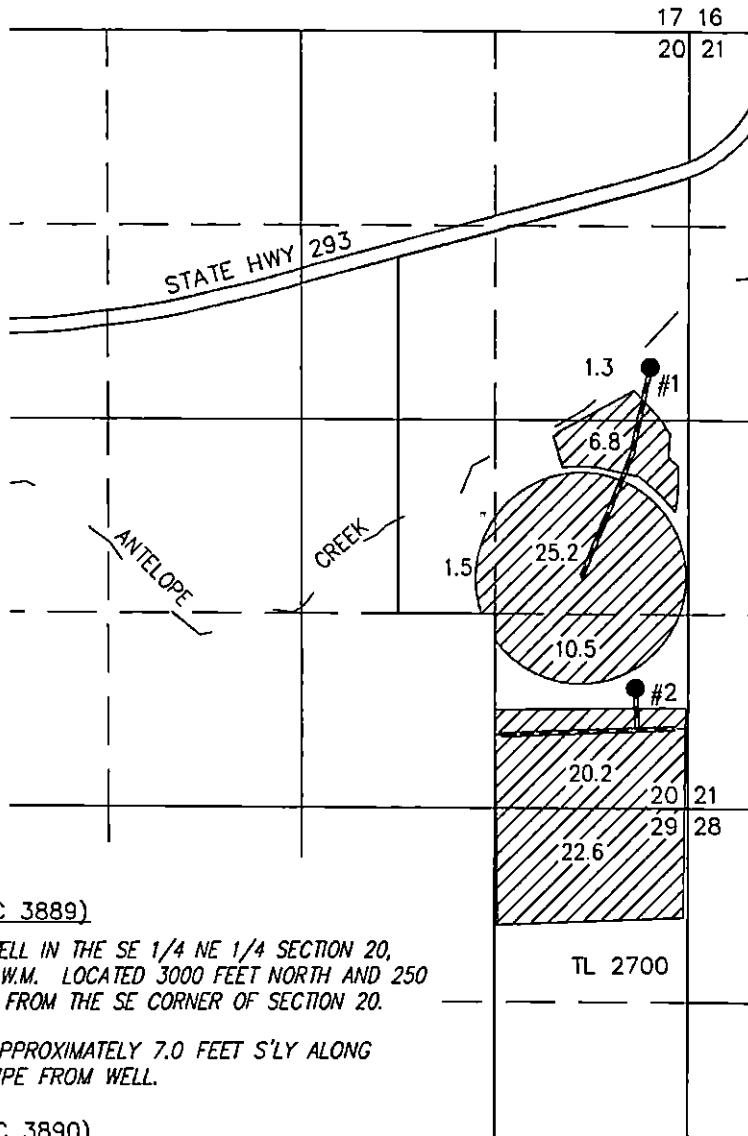 17 16
20 21
STATE HWY 293
1.3
#1
6.8
ANTELOPE
CREEK
1.5
25.2
10.5
#2
20.2
20 21
29 28
22.6
C 3889)
ELL IN THE SE 1/4 NE 1/4 SECTION 20,
W.M. LOCATED 3000 FEET NORTH AND 250
FROM THE SE CORNER OF SECTION 20.
TL 2700
PPROXIMATELY 7.0 FEET S'LY ALONG
IPE FROM WELL.
C 3890)